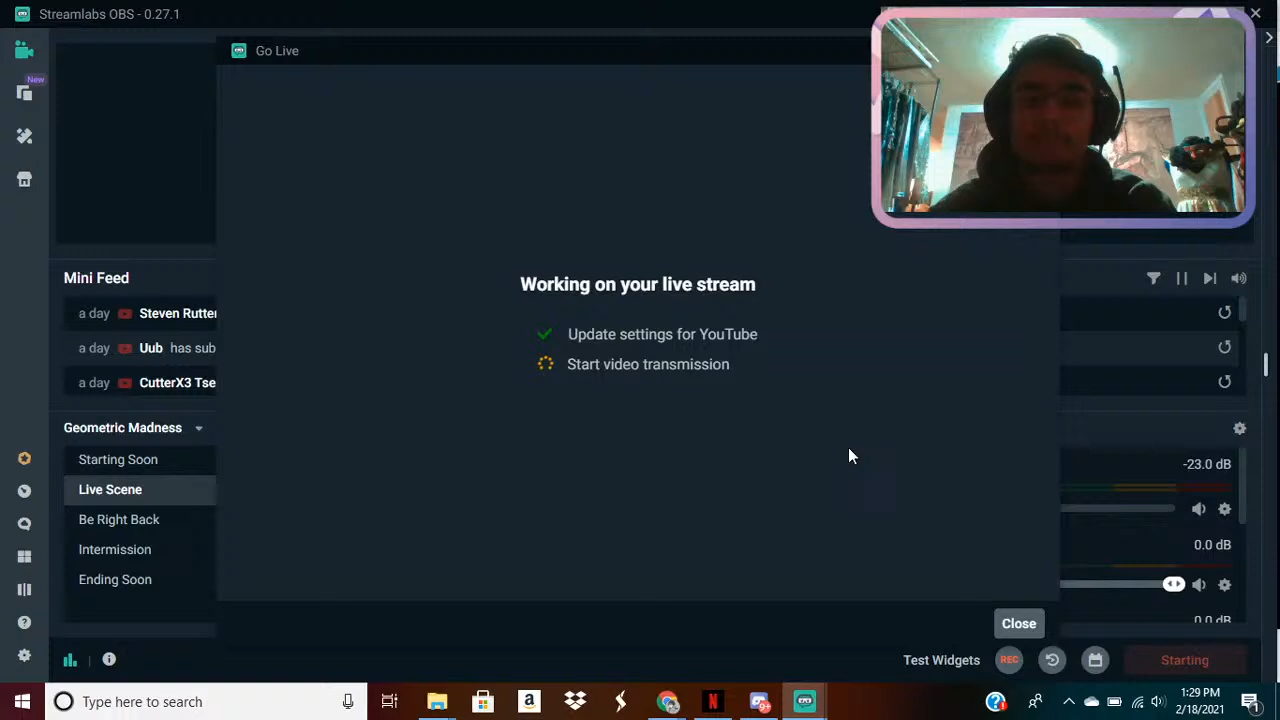 Streamlabs OBS - 0.27.1
Go Live
New
Working on your live stream
Update settings for YouTube
Start video transmission
Mini Feed
a day Steven Rutter
a day Uub has sub
a day CutterX3 Tse
Geometric Madness
Starting Soon
Live Scene
Be Right Back
Intermission
Ending Soon
-23.0 dB
0.0 dB
0.0 dB
Close
Test Widgets
REC
Starting
Type here to search
1:29 PM
2/18/2021